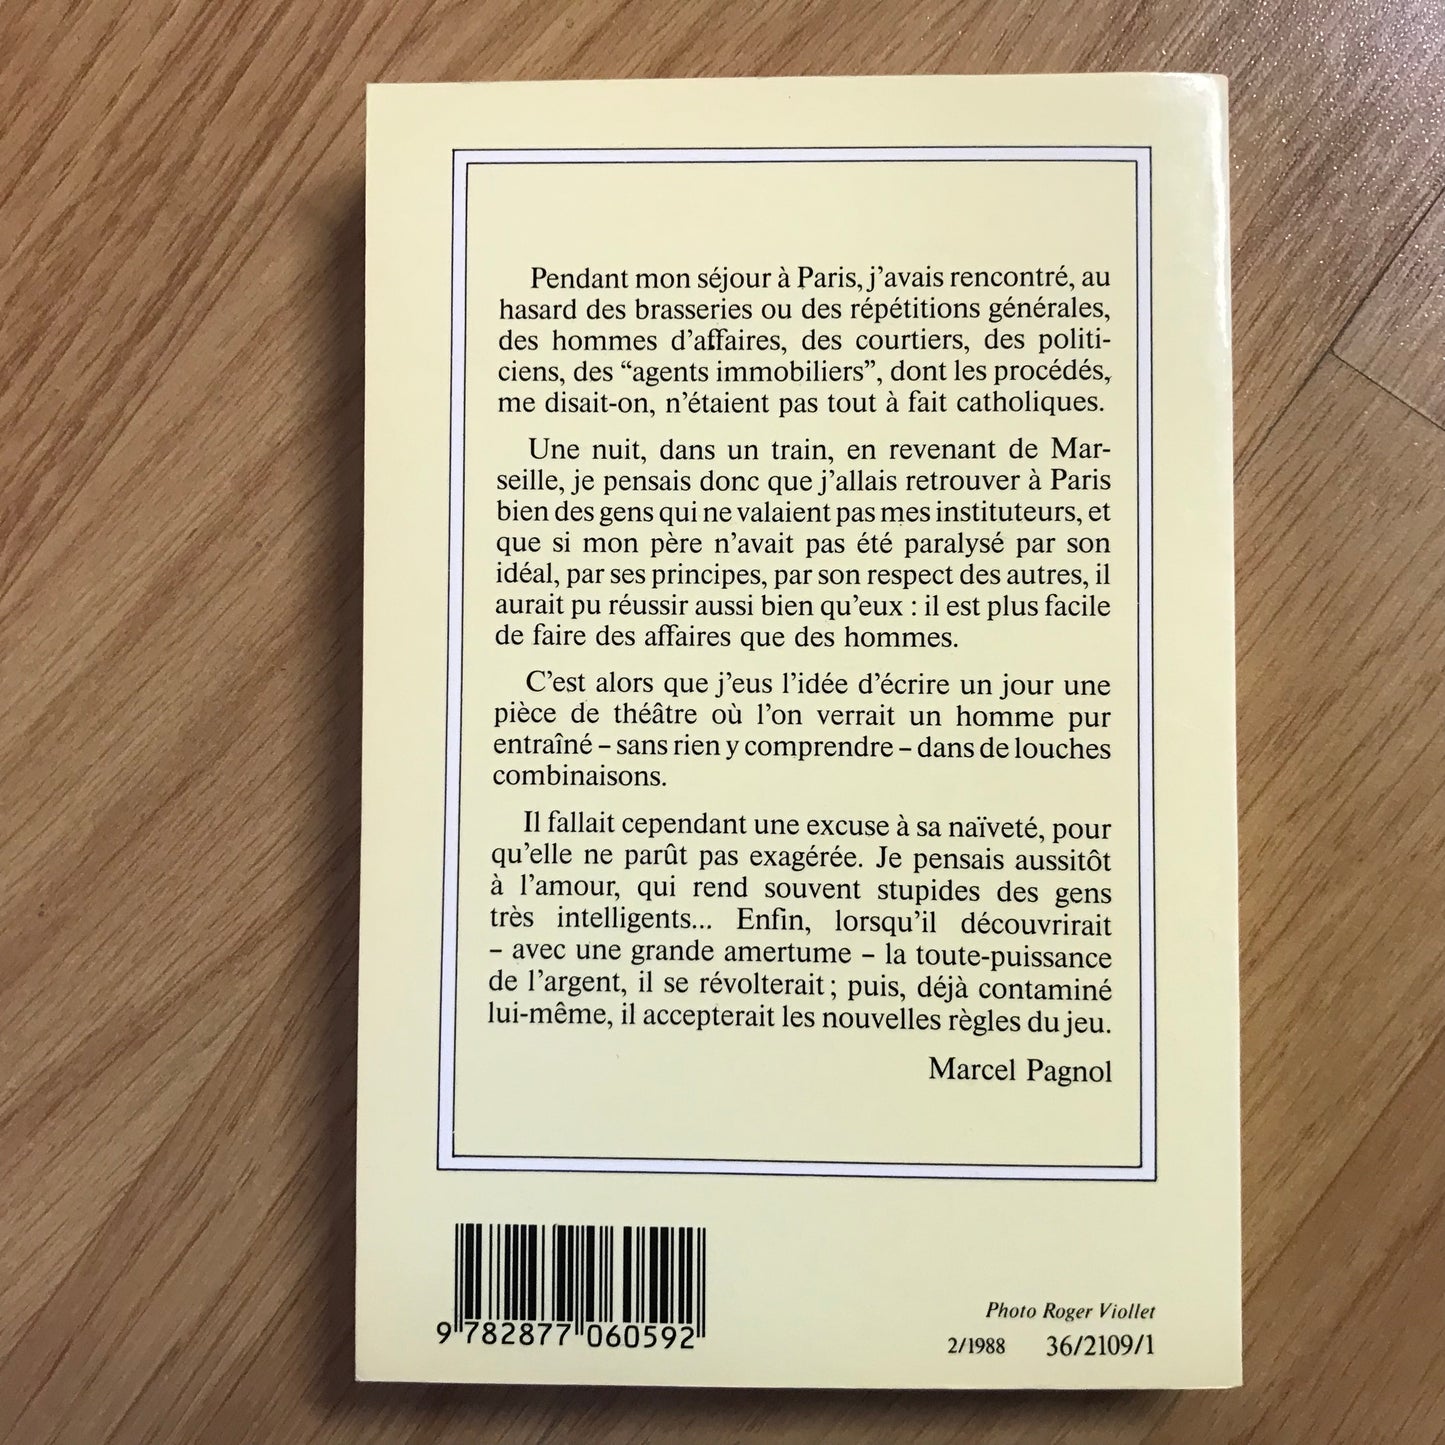 Pendant mon séjour à Paris, j’avais rencontré, au
hasard des brasseries ou des répétitions générales,
des hommes d’affaires, des courtiers, des politi-
ciens, des “agents immobiliers”, dont les procédés,
me disait-on, n’étaient pas tout à fait catholiques.
Une nuit, dans un train, en revenant de Mar-
seille, je pensais donc que j’allais retrouver à Paris
bien des gens qui ne valaient pas mes instituteurs, et
que si mon père n’avait pas été paralysé par son
idéal, par ses principes, par son respect des autres, il
aurait pu réussir aussi bien qu’eux : il est plus facile
de faire des affaires que des hommes.
C’est alors que j’eus l’idée d’écrire un jour une
pièce de théâtre où l’on verrait un homme pur
entraîné – sans rien y comprendre – dans de louches
combinaisons.
Il fallait cependant une excuse à sa naïveté, pour
qu’elle ne parût pas exagérée. Je pensais aussitôt
à l’amour, qui rend souvent stupides des gens
très intelligents... Enfin, lorsqu’il découvrirait
– avec une grande amertume – la toute-puissance
de l’argent, il se révolterait ; puis, déjà contaminé
lui-même, il accepterait les nouvelles règles du jeu.
Marcel Pagnol
9 782877 060592
Photo Roger Viollet
2/1988 36/2109/1